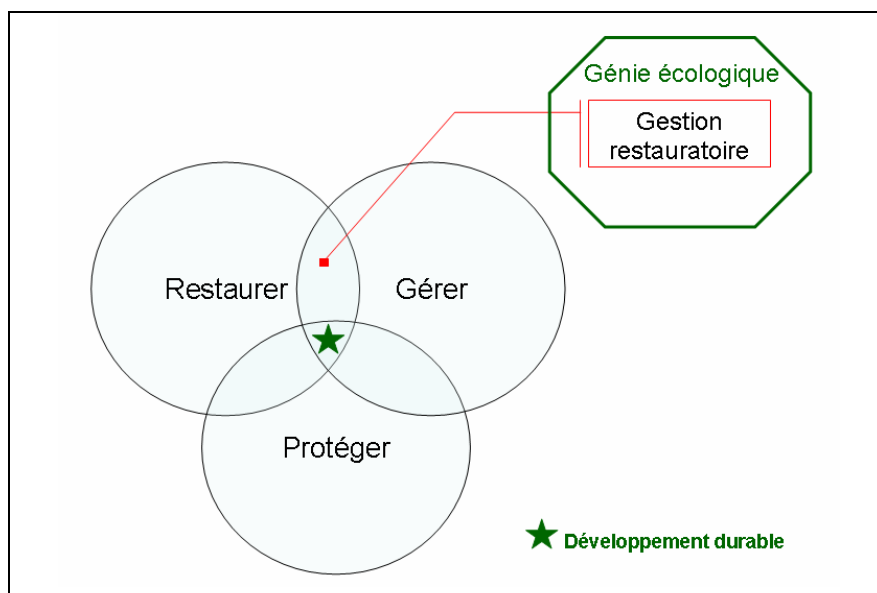 Génie écologique
Gestion
restauratoire
Restaurer
Gérer
Protéger
Développement durable